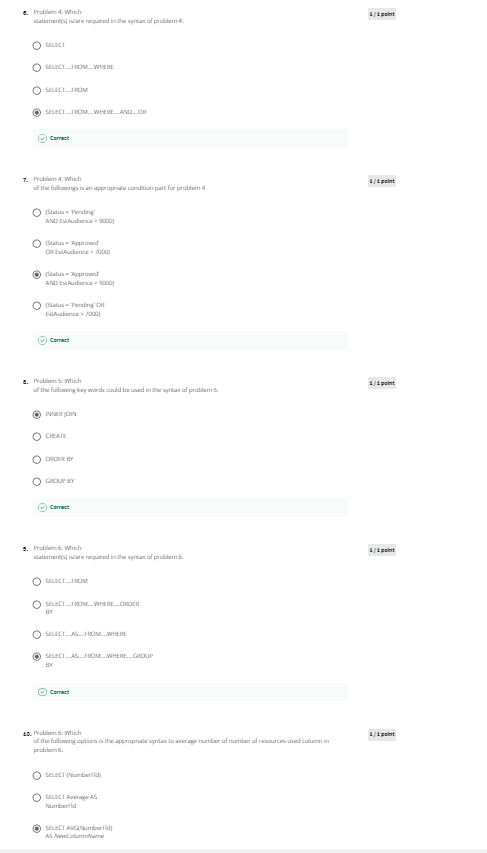 6. Problem 4: Which
statement(s) is/are required in the syntax of problem 4:
1 / 1 point
SELECT
SELECT….FROM….WHERE
SELECT….FROM
SELECT….FROM….WHERE….AND….OR
Correct
7. Problem 4: Which
of the followings is an appropriate condition part for problem 4
1 / 1 point
(Status = 'Pending'
AND EstAudience > 9000)
(Status = 'Approved'
OR EstAudience > 7000)
(Status = 'Approved'
AND EstAudience > 9000)
(Status = 'Pending' OR
EstAudience > 7000)
Correct
8. Problem 5: Which
of the following key words could be used in the syntax of problem 5:
1 / 1 point
INNER JOIN
CREATE
ORDER BY
GROUP BY
Correct
9. Problem 6: Which
statement(s) is/are required in the syntax of problem 6:
1 / 1 point
SELECT….FROM
SELECT….FROM….WHERE….ORDER
BY
SELECT….AS….FROM….WHERE
SELECT….AS….FROM….WHERE….GROUP
BY
Correct
10. Problem 6: Which
of the following options is the appropriate syntax to average number of number of resources used column in
problem 6:
1 / 1 point
SELECT (NumberFld)
SELECT Average AS
NumberFld
SELECT AVG(NumberFld)
AS NewColumnName